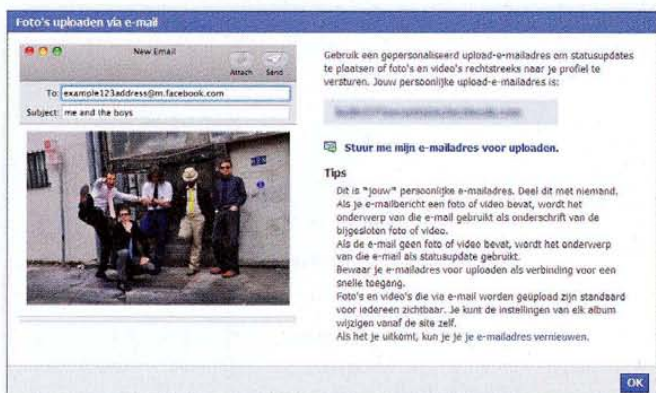 Foto's uploaden via e-mail
New Email
Attach Send
To: example123address@m.facebook.com
Subject: me and the boys
Gebruik een gepersonaliseerd upload-e-mailadres om statusupdates
te plaatsen of foto's en video's rechtstreeks naar je profiel te
versturen. Jouw persoonlijke upload-e-mailadres is:
Stuur me mijn e-mailadres voor uploaden.
Tips
Dit is "jouw" persoonlijke e-mailadres. Deel dit met niemand.
Als je e-mailbericht een foto of video bevat, wordt het
onderwerp van die e-mail gebruikt als onderschrift van de
bijgesloten foto of video.
Als de e-mail geen foto of video bevat, wordt het onderwerp
van die e-mail als statusupdate gebruikt.
Bewaar je e-mailadres voor uploaden als verbinding voor een
snelle toegang.
Foto's en video's die via e-mail worden geüpload zijn standaard
voor iedereen zichtbaar. Je kunt de instellingen van elk album
wijzigen vanaf de site zelf.
Als het je uitkomt, kun je je je e-mailadres vernieuwen.
OK